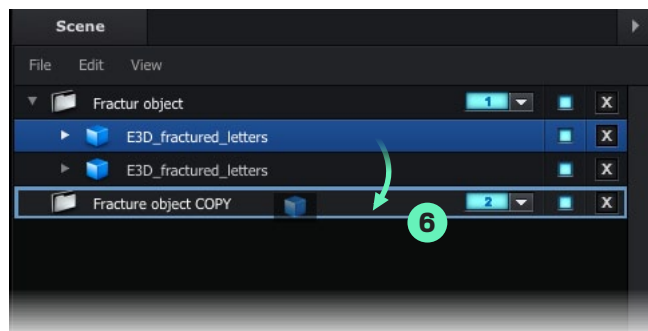 Scene
File Edit View
Fractur object 1 X
E3D_fractured_letters X
E3D_fractured_letters X
Fracture object COPY 2 X
6